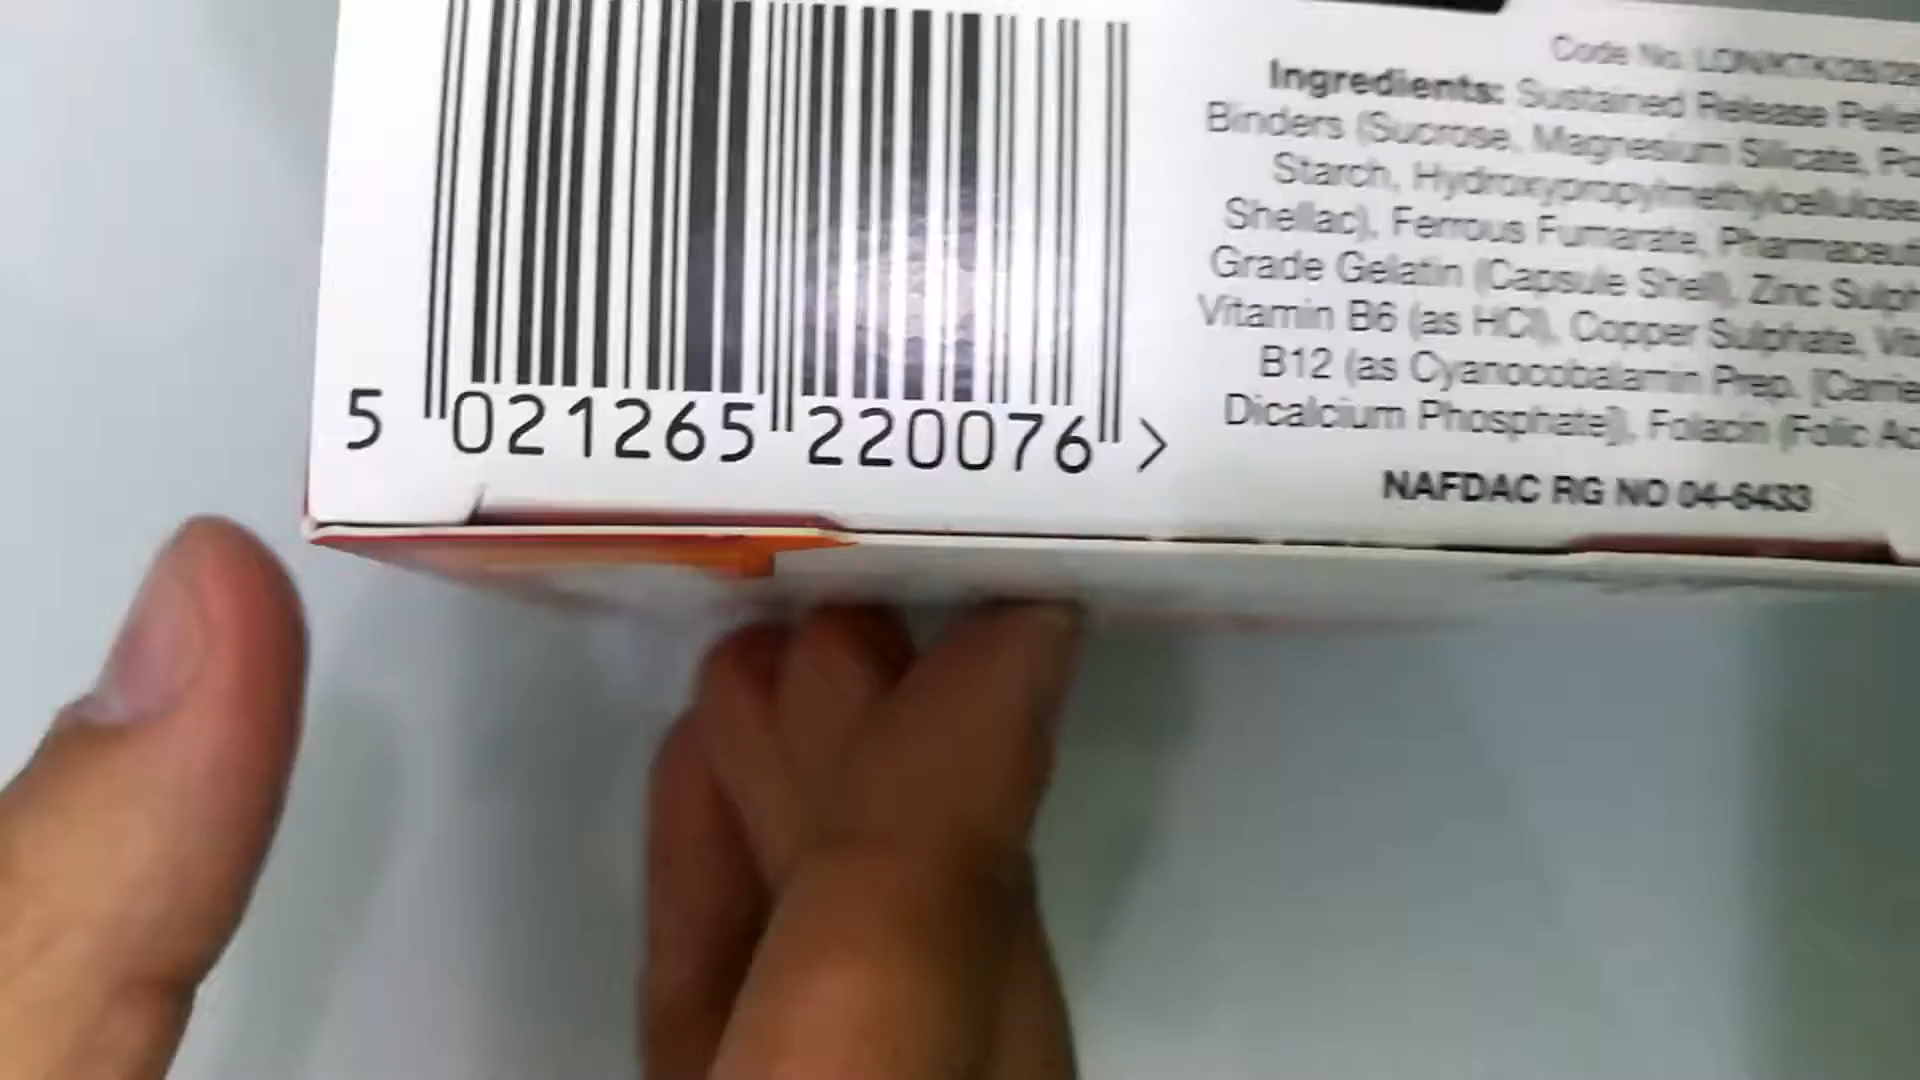 Code No.
Ingredients: Sustained Release
Binders (Sucrose, Magnesium Silicate,
Starch, Hydroxypropylmethylcellulose
Shellac), Ferrous Fumarate,
Grade Gelatin (Capsule Shell), Zinc
Vitamin B6 (as HCl), Copper Sulphate,
B12 (as Cyanocobalamin Prep. [
Dicalcium Phosphate]), Folacin (Folic
NAFDAC RG NO 04-6433
5 021265 220076 >